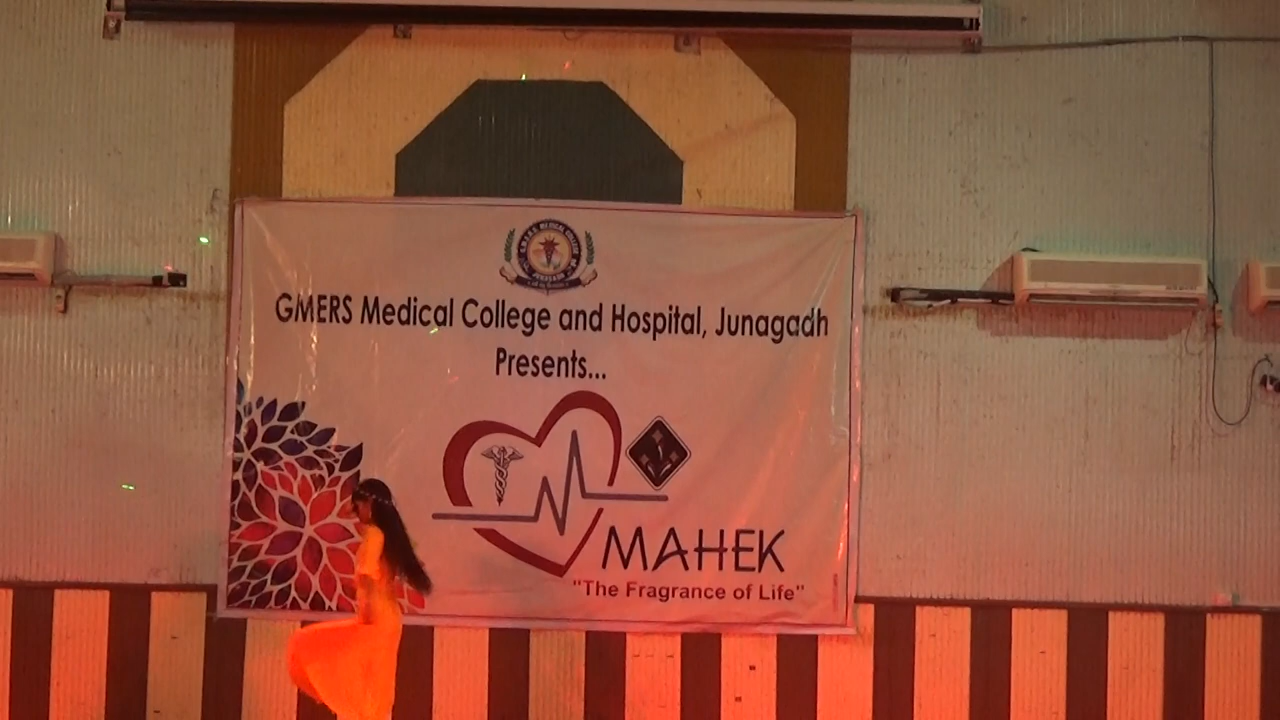 GMERS Medical College and Hospital, Junagadh
Presents...
MAHEK
"The Fragrance of Life"